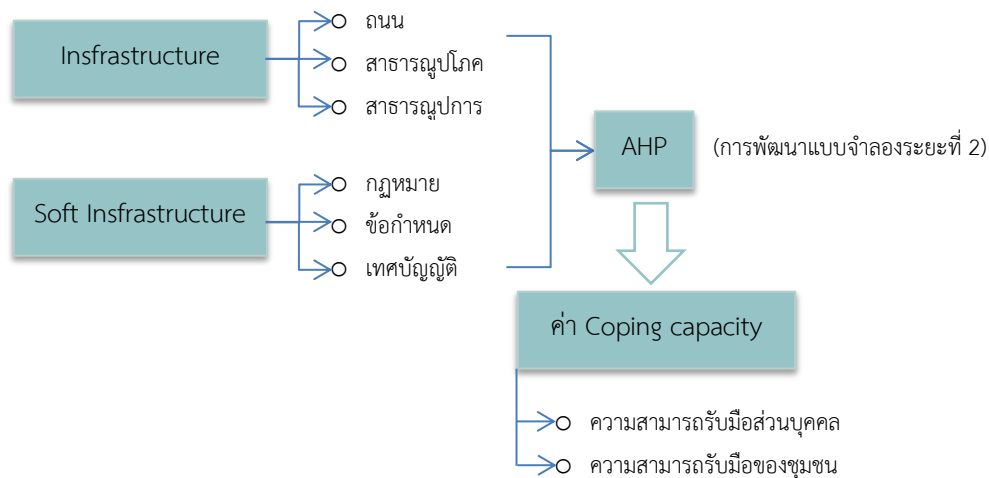 Insfrastructure
ถนน
สาธารณูปโภค
สาธารณูปการ
Soft Insfrastructure
กฎหมาย
ข้อกำหนด
เทศบัญญัติ
AHP
(การพัฒนาแบบจำลองระยะที่ 2)
ค่า Coping capacity
ความสามารถรับมือส่วนบุคคล
ความสามารถรับมือของชุมชน